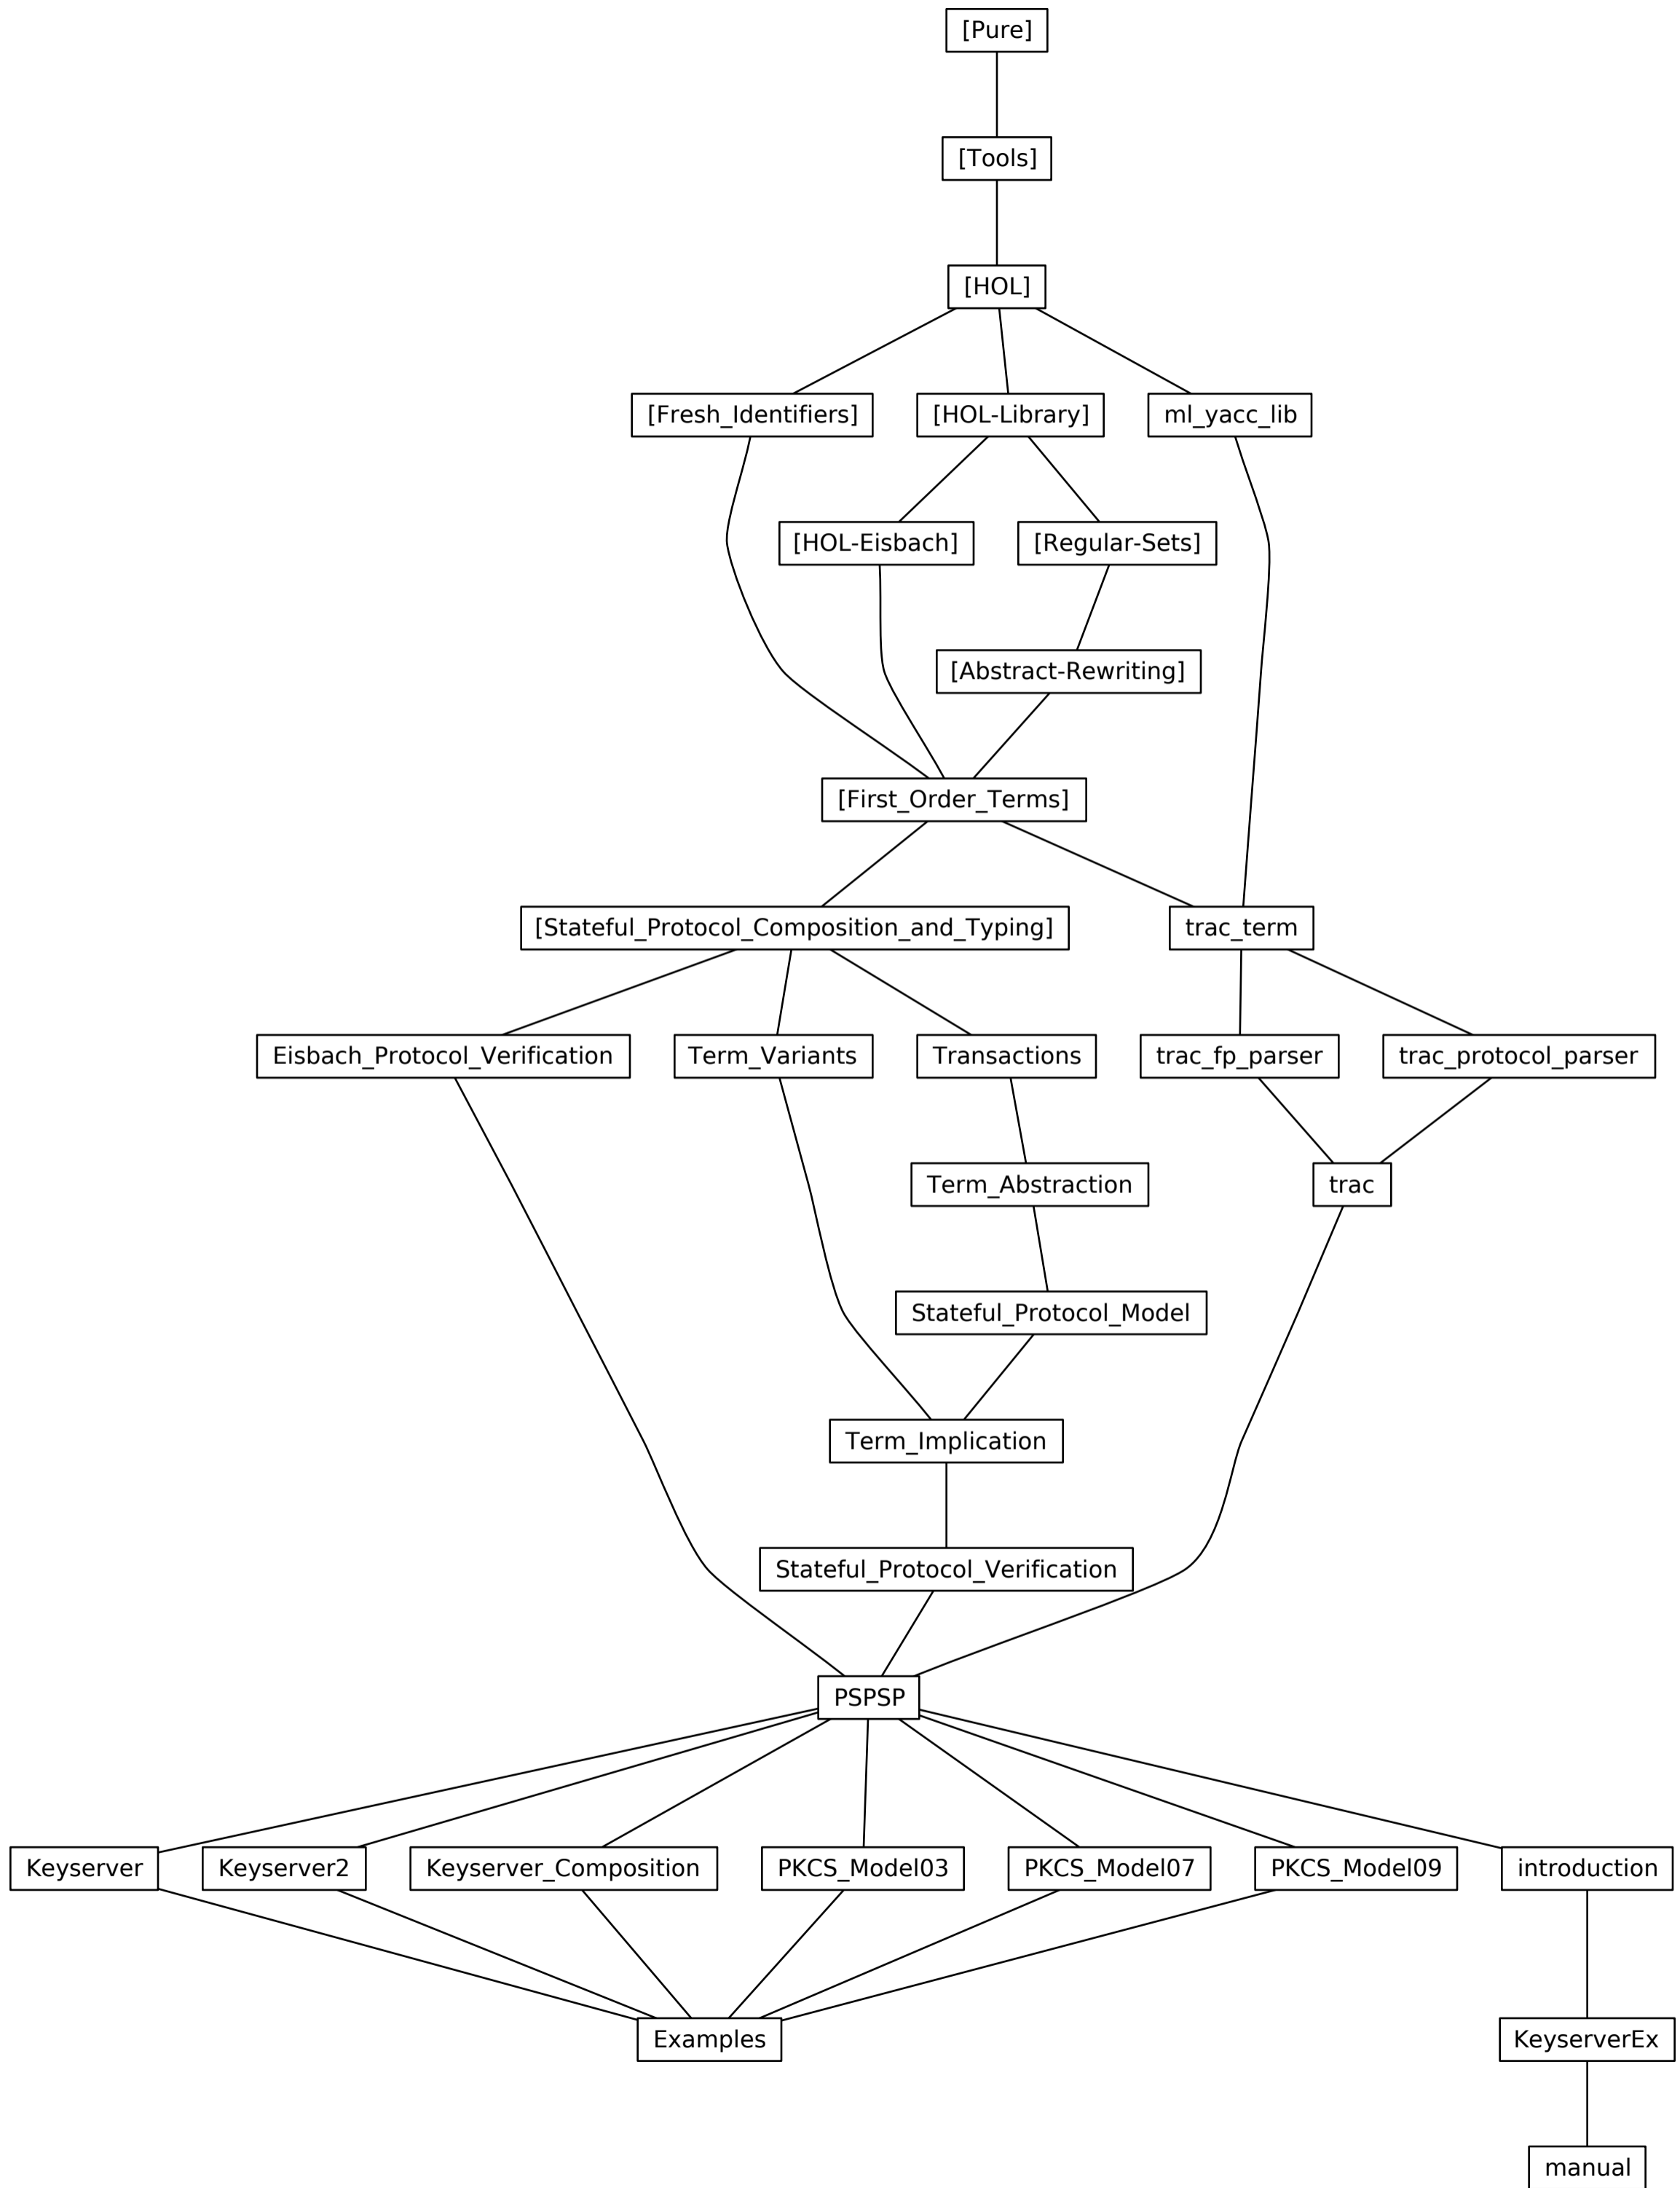 [Pure]
[Tools]
[HOL]
[Fresh_Identifiers]
[HOL-Library]
ml_yacc_lib
[HOL-Eisbach]
[Regular-Sets]
[Abstract-Rewriting]
[First_Order_Terms]
[Stateful_Protocol_Composition_and_Typing]
trac_term
Eisbach_Protocol_Verification
Term_Variants
Transactions
trac_fp_parser
trac_protocol_parser
Term_Abstraction
trac
Stateful_Protocol_Model
Term_Implication
Stateful_Protocol_Verification
PSPSP
Keyserver
Keyserver2
Keyserver_Composition
PKCS_Model03
PKCS_Model07
PKCS_Model09
introduction
Examples
KeyserverEx
manual